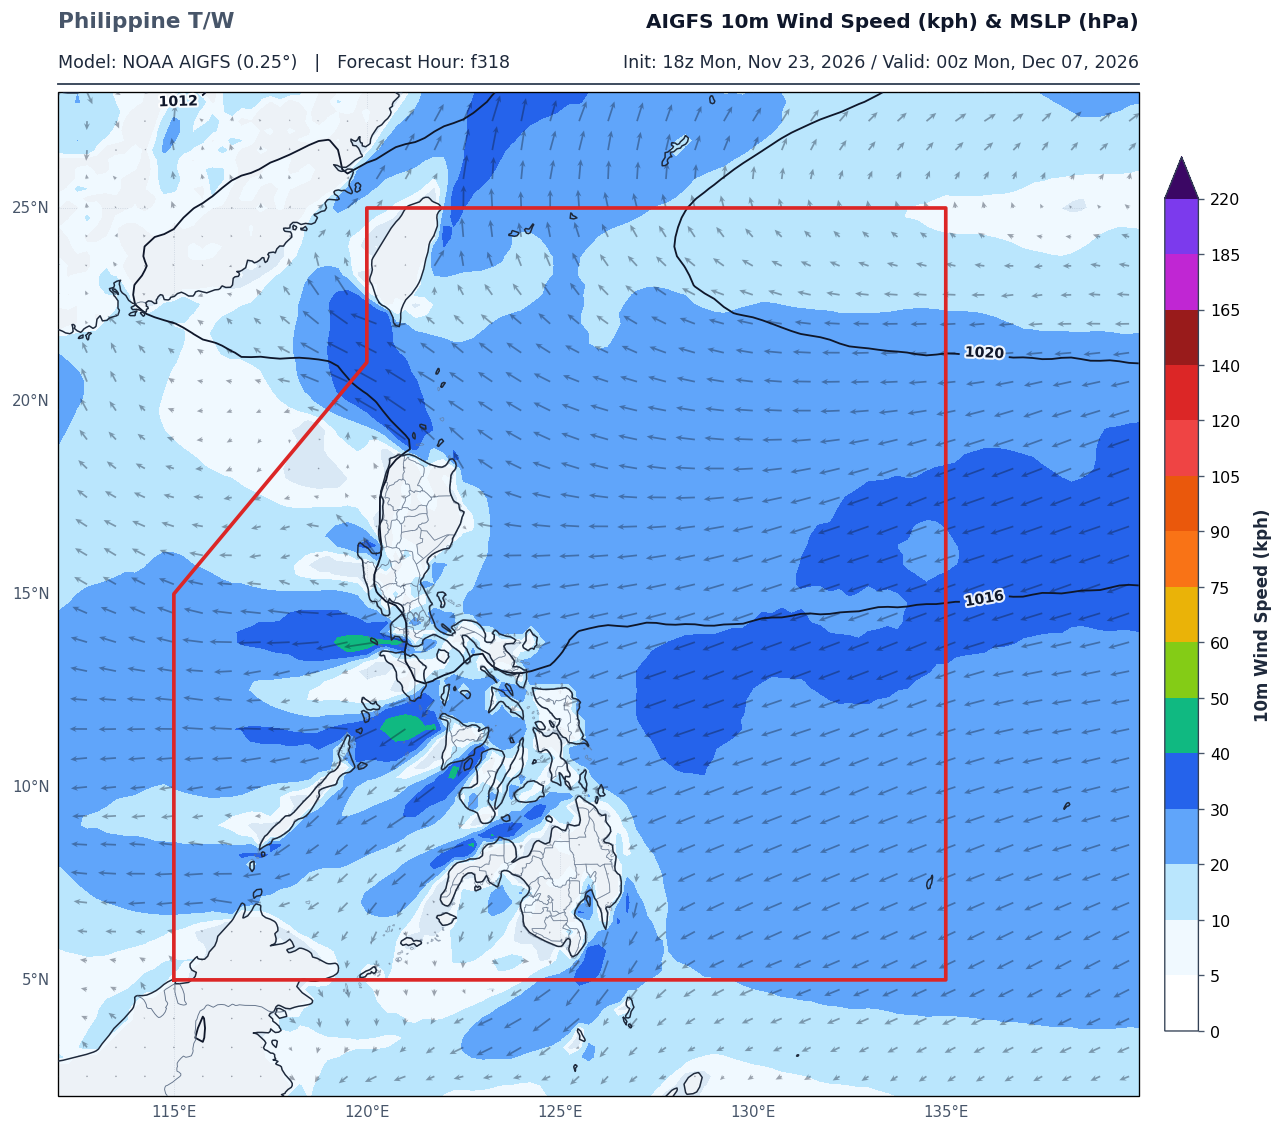 Philippine T/W
AIGFS 10m Wind Speed (kph) & MSLP (hPa)
Model: NOAA AIGFS (0.25°)   |   Forecast Hour: f318
Init: 18z Mon, Nov 23, 2026 / Valid: 00z Mon, Dec 07, 2026
1012
1020
1016
25°N
20°N
15°N
10°N
5°N
115°E
120°E
125°E
130°E
135°E
220
185
165
140
120
105
90
75
60
50
40
30
20
10
5
0
10m Wind Speed (kph)